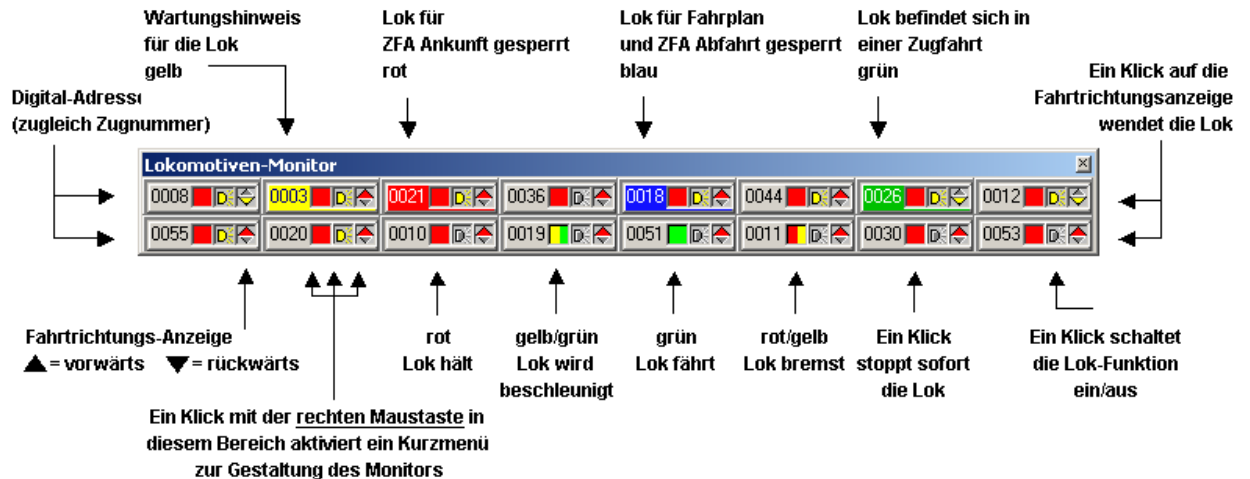 Wartungshinweis
für die Lok
gelb
Lok für
ZFA Ankunft gesperrt
rot
Lok für Fahrplan
und ZFA Abfahrt gesperrt
blau
Lok befindet sich in
einer Zugfahrt
grün
Ein Klick auf die
Fahrtrichtungsanzeige
wendet die Lok
Digital-Adresse
(zugleich Zugnummer)
Lokomotiven-Monitor
0008 D 0003 D 0021 D 0036 D 0018 D 0044 D 0026 D 0012 D
0055 D 0020 D 0010 D 0019 D 0051 D 0011 D 0030 D 0053 D
Fahrtrichtungs-Anzeige
▲= vorwärts ▼= rückwärts
rot
Lok hält
gelb/grün
Lok wird
beschleunigt
grün
Lok fährt
rot/gelb
Lok bremst
Ein Klick
stoppt sofort
die Lok
Ein Klick schaltet
die Lok-Funktion
ein/aus
Ein Klick mit der rechten Maustaste in
diesem Bereich aktiviert ein Kurzmenü
zur Gestaltung des Monitors